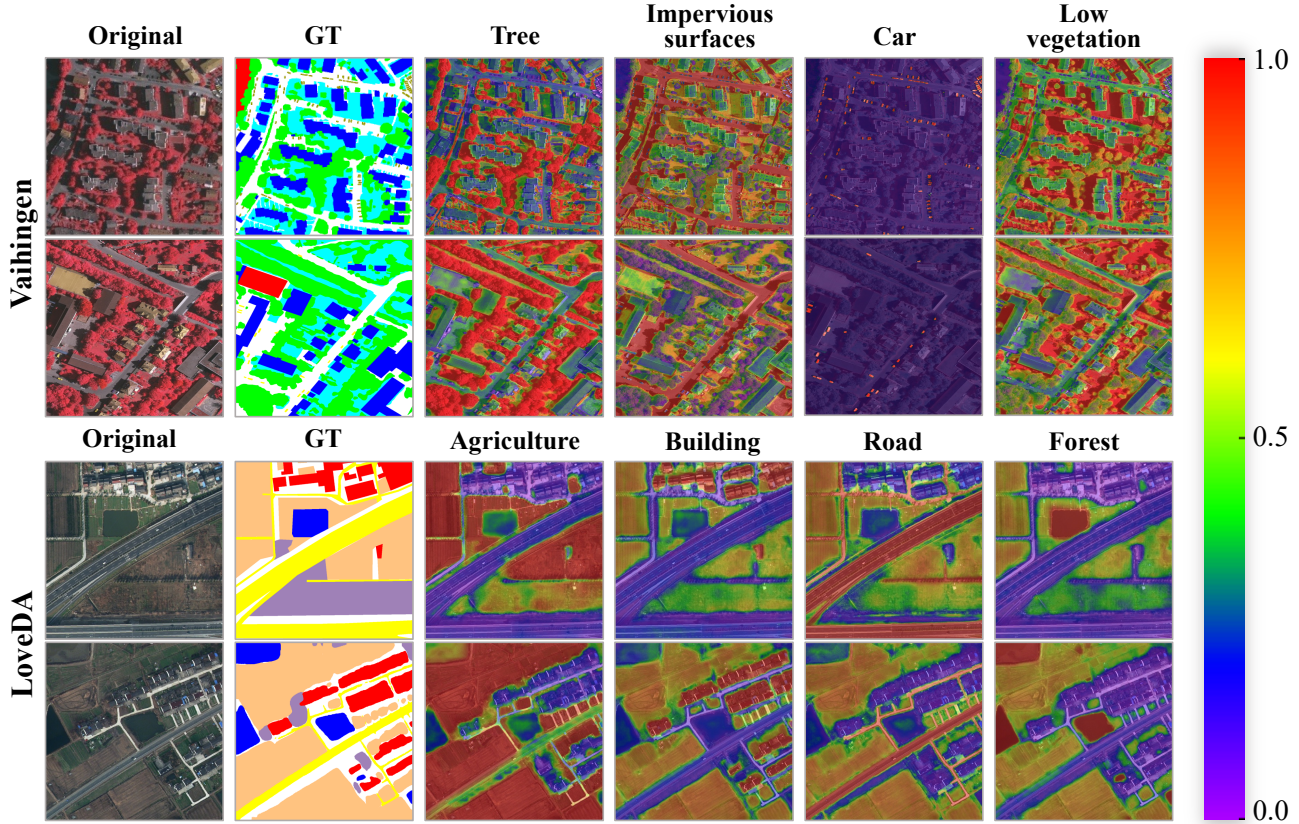 Original
GT
Tree
Impervious
surfaces
Car
Low
vegetation
Vaihingen
Original
GT
Agriculture
Building
Road
Forest
LoveDA
1.0
0.5
0.0